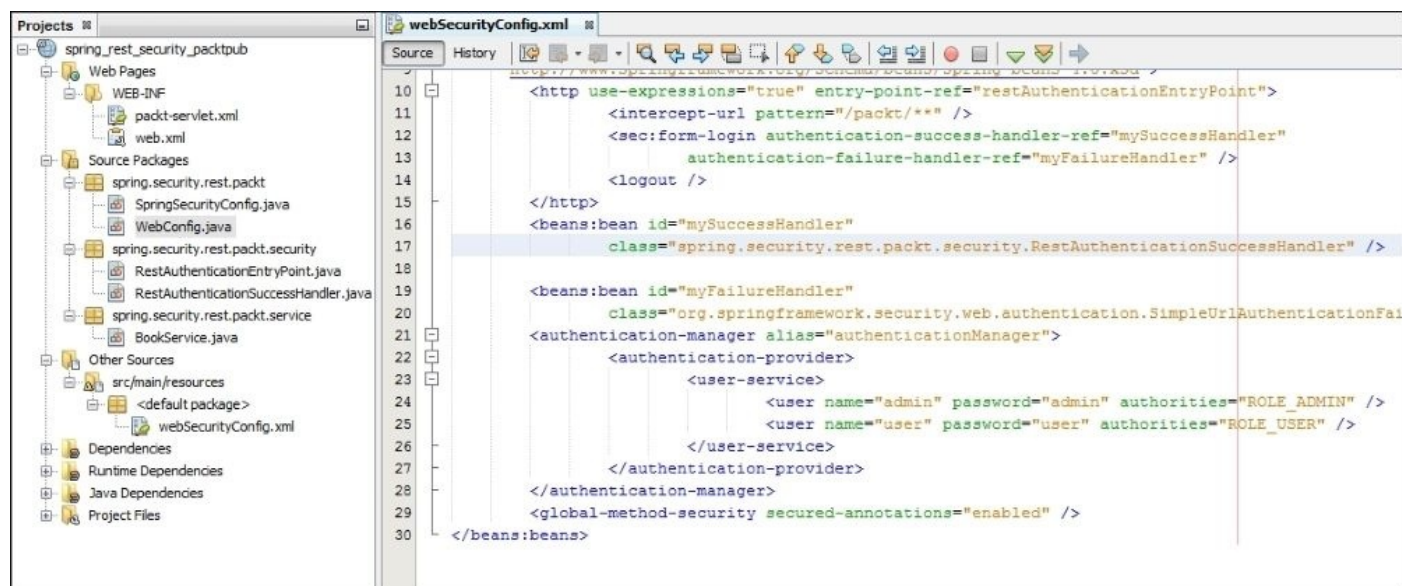 Projects
spring_rest_security_packtpub
Web Pages
WEB-INF
packt-servlet.xml
web.xml
Source Packages
spring.security.rest.packt
SpringSecurityConfig.java
WebConfig.java
spring.security.rest.packt.security
RestAuthenticationEntryPoint.java
RestAuthenticationSuccessHandler.java
spring.security.rest.packt.service
BookService.java
Other Sources
src/main/resources
<default package>
webSecurityConfig.xml
Dependencies
Runtime Dependencies
Java Dependencies
Project Files
webSecurityConfig.xml
Source History
10 <http use-expressions="true" entry-point-ref="restAuthenticationEntryPoint">
11 <intercept-url pattern="/packt/**" />
12 <sec:form-login authentication-success-handler-ref="mySuccessHandler"
13 authentication-failure-handler-ref="myFailureHandler" />
14 <logout />
15 </http>
16 <beans:bean id="mySuccessHandler"
17 class="spring.security.rest.packt.security.RestAuthenticationSuccessHandler" />
18
19 <beans:bean id="myFailureHandler"
20 class="org.springframework.security.web.authentication.SimpleUrlAuthenticationFai
21 <authentication-manager alias="authenticationManager">
22 <authentication-provider>
23 <user-service>
24 <user name="admin" password="admin" authorities="ROLE_ADMIN" />
25 <user name="user" password="user" authorities="ROLE_USER" />
26 </user-service>
27 </authentication-provider>
28 </authentication-manager>
29 <global-method-security secured-annotations="enabled" />
30 </beans:beans>